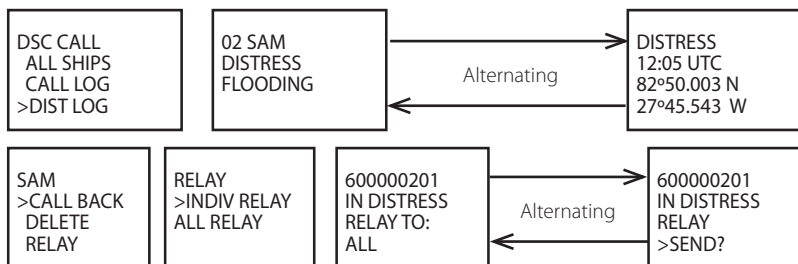 DSC CALL
ALL SHIPS
CALL LOG
>DIST LOG
02 SAM
DISTRESS
FLOODING
Alternating
DISTRESS
12:05 UTC
82º50.003 N
27º45.543 W
SAM
>CALL BACK
DELETE
RELAY
RELAY
>INDIV RELAY
ALL RELAY
600000201
IN DISTRESS
RELAY TO:
ALL
Alternating
600000201
IN DISTRESS
RELAY
>SEND?